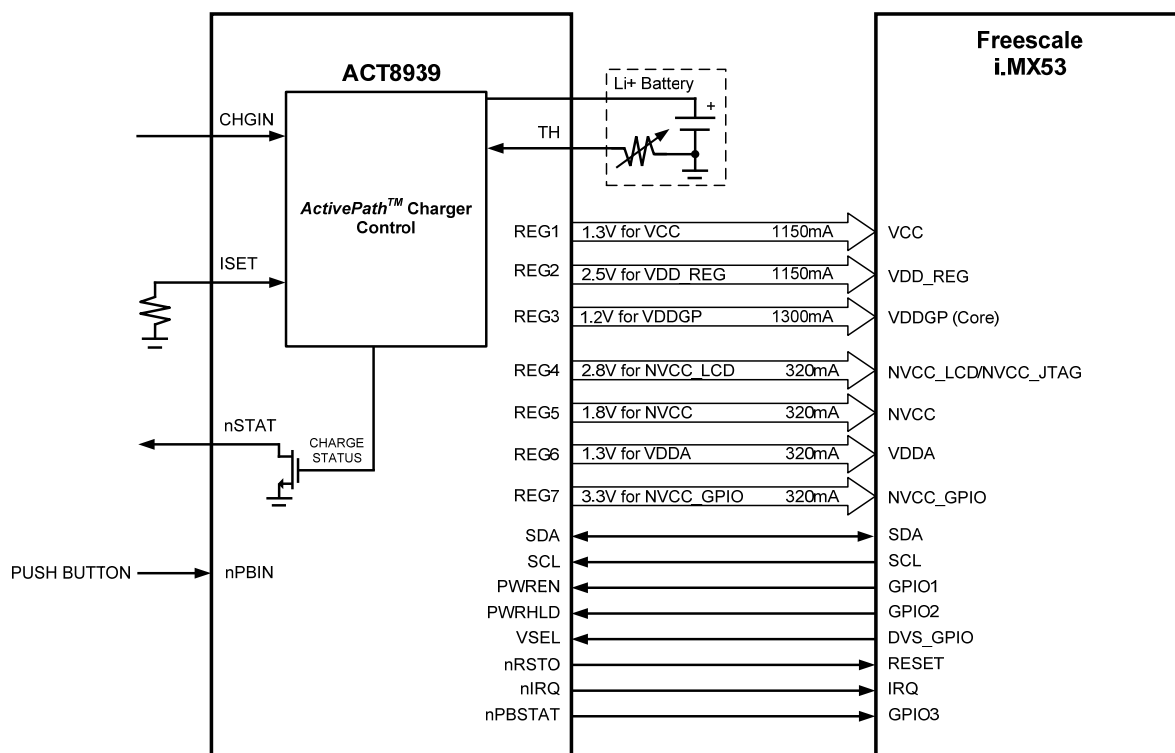 ACT8939
Freescale
i.MX53
Li+ Battery
+
CHGIN
TH
ActivePath™ Charger
Control
ISET
REG1 1.3V for VCC 1150mA VCC
REG2 2.5V for VDD_REG 1150mA VDD_REG
REG3 1.2V for VDDGP 1300mA VDDGP (Core)
REG4 2.8V for NVCC_LCD 320mA NVCC_LCD/NVCC_JTAG
REG5 1.8V for NVCC 320mA NVCC
nSTAT
CHARGE
STATUS
REG6 1.3V for VDDA 320mA VDDA
REG7 3.3V for NVCC_GPIO 320mA NVCC_GPIO
SDA SDA
SCL SCL
PUSH BUTTON nPBIN
PWREN GPIO1
PWRHLD GPIO2
VSEL DVS_GPIO
nRSTO RESET
nIRQ IRQ
nPBSTAT GPIO3